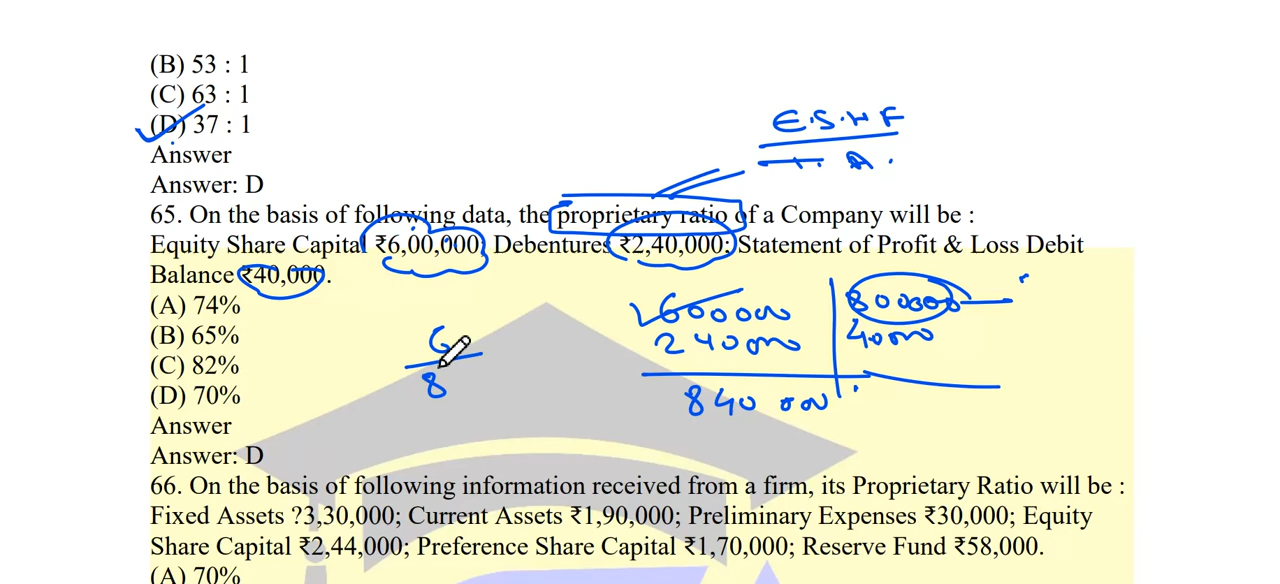 (B) 53 : 1
(C) 63 : 1
(D) 37 : 1
E.S.H F
T. A.
Answer
Answer: D
65. On the basis of following data, the proprietary ratio of a Company will be :
Equity Share Capital ₹6,00,000; Debentures ₹2,40,000; Statement of Profit & Loss Debit
Balance ₹40,000.
(A) 74%
(B) 65%
(C) 82%
(D) 70%
600000 800000
240000 40000
840 000
6
8
Answer
Answer: D
66. On the basis of following information received from a firm, its Proprietary Ratio will be :
Fixed Assets ?3,30,000; Current Assets ₹1,90,000; Preliminary Expenses ₹30,000; Equity
Share Capital ₹2,44,000; Preference Share Capital ₹1,70,000; Reserve Fund ₹58,000.
(A) 70%